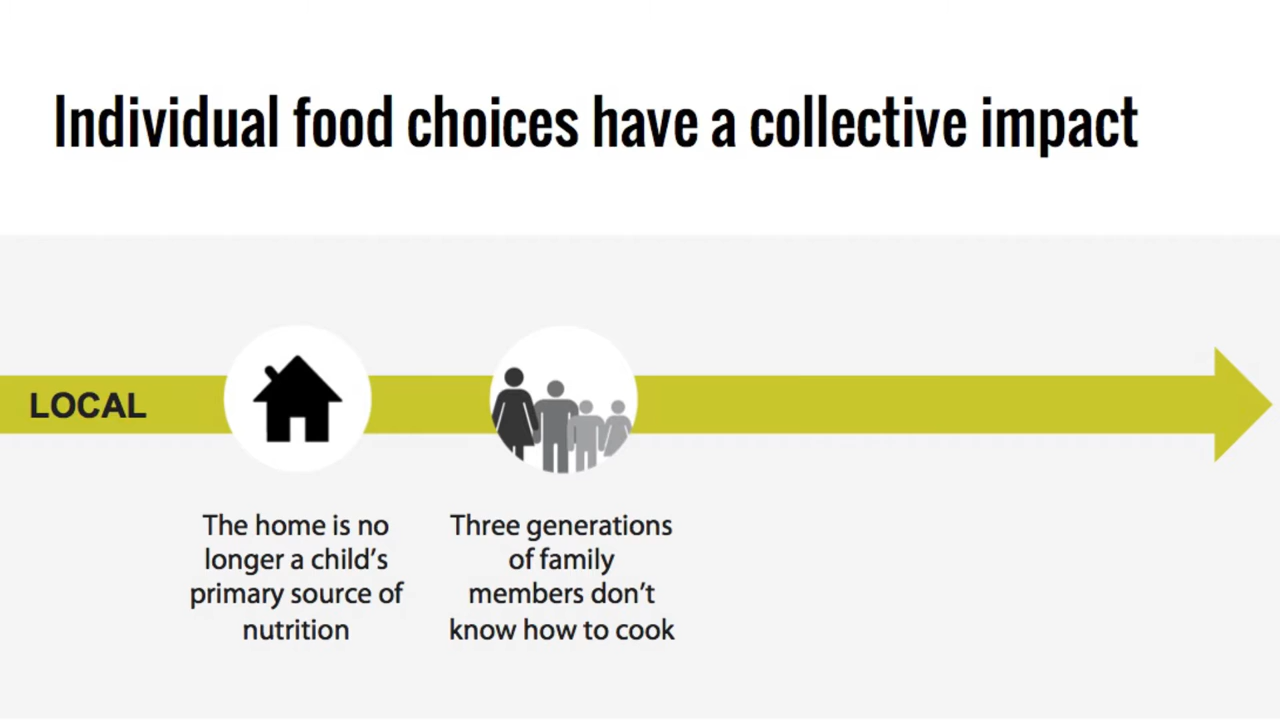 Individual food choices have a collective impact
LOCAL
The home is no
longer a child's
primary source of
nutrition
Three generations
of family
members don't
know how to cook